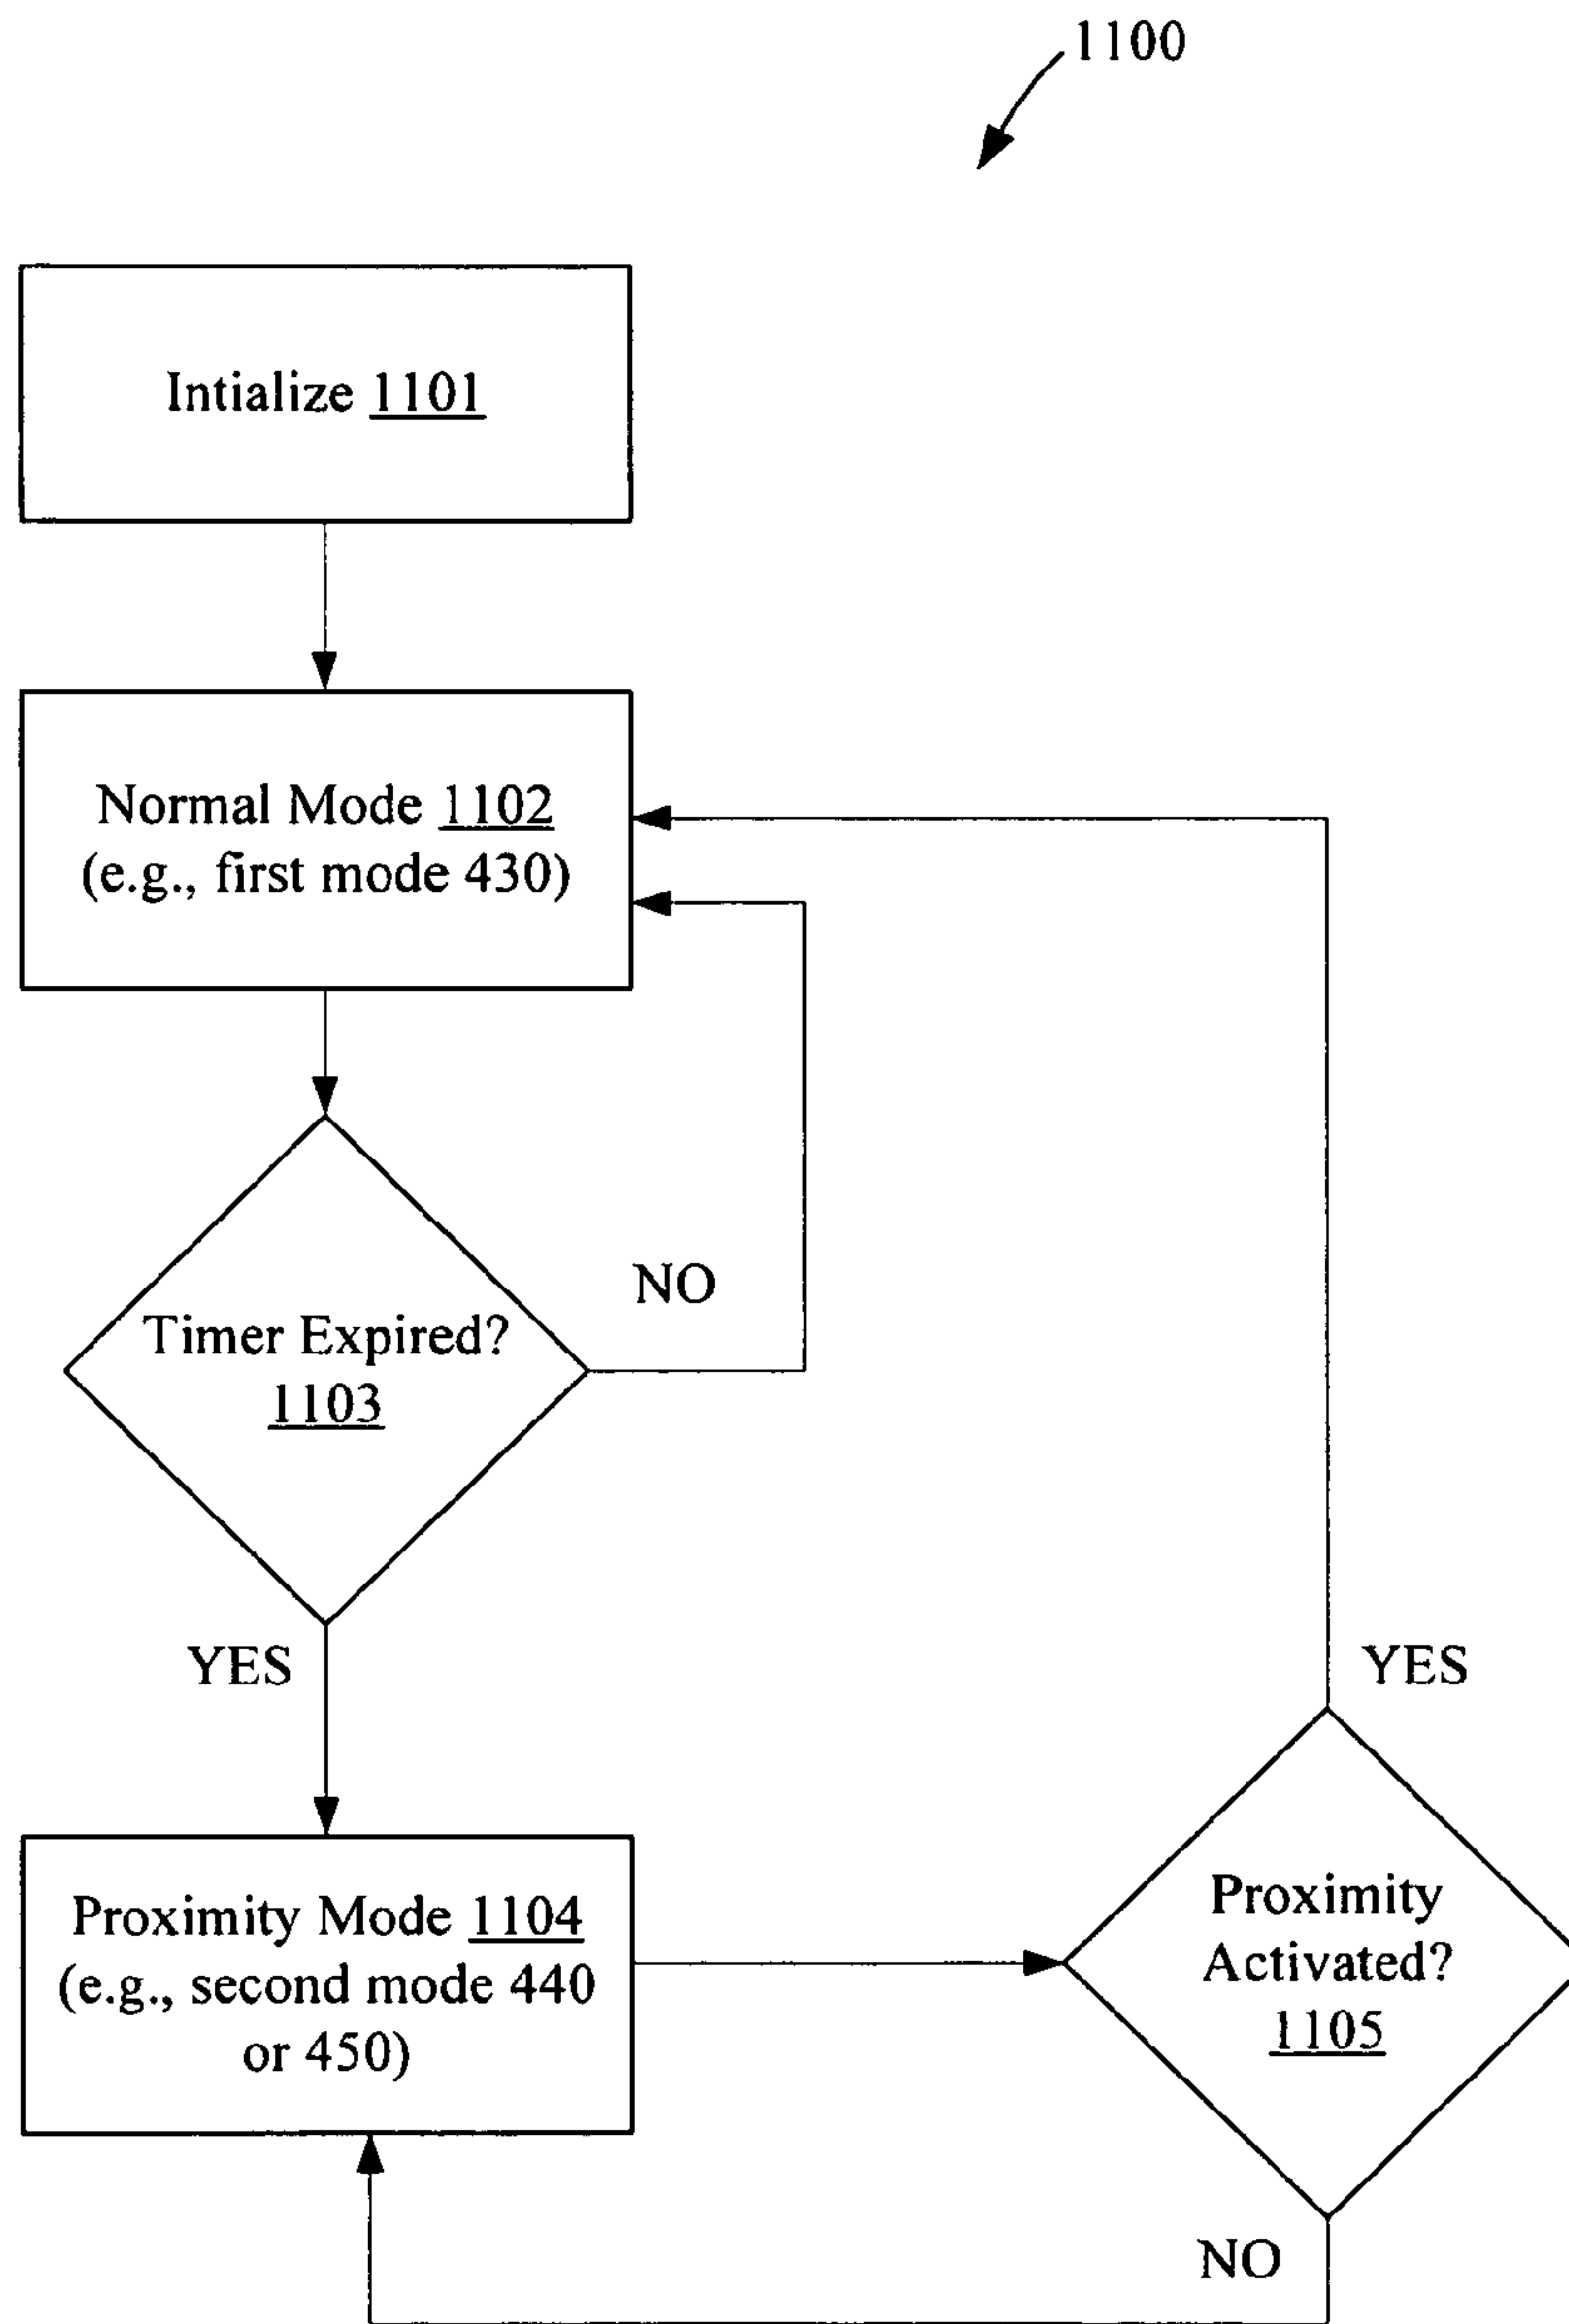 1100
Intialize 1101
Normal Mode 1102
(e.g., first mode 430)
NO
Timer Expired?
1103
YES
YES
Proximity Mode 1104
(e.g., second mode 440
or 450)
Proximity
Activated?
1105
NO